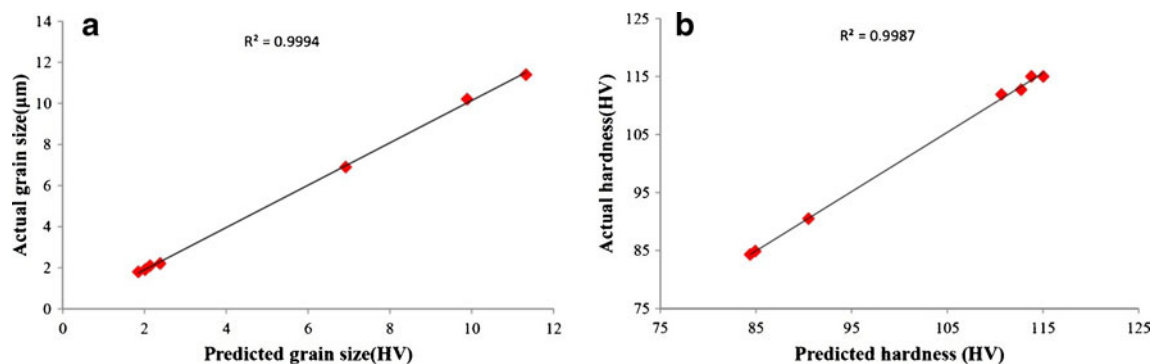 a
R² = 0.9994
Actual grain size(µm)
14
12
10
8
6
4
2
0
0 2 4 6 8 10 12
Predicted grain size(HV)
b
R² = 0.9987
Actual hardness(HV)
125
115
105
95
85
75
75 85 95 105 115 125
Predicted hardness (HV)